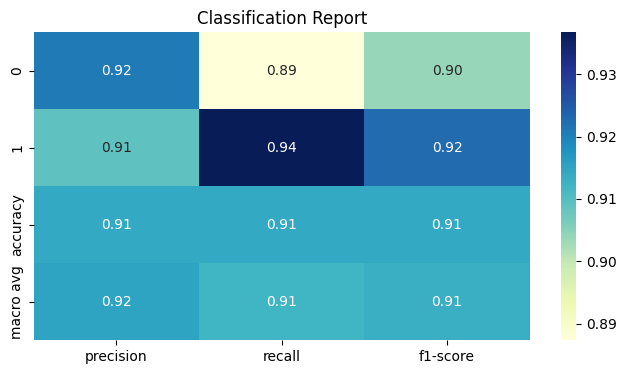 Classification Report
0 0.92 0.89 0.90
1 0.91 0.94 0.92
accuracy 0.91 0.91 0.91
macro avg 0.92 0.91 0.91
precision recall f1-score
0.93
0.92
0.91
0.90
0.89